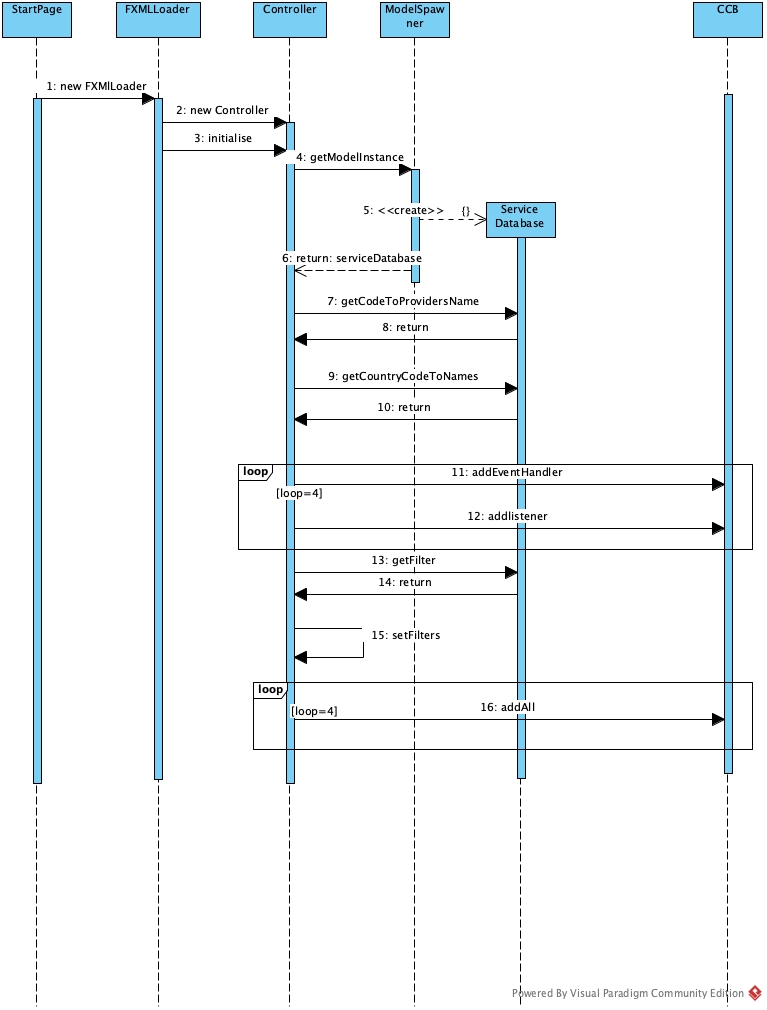 StartPage
FXMLLoader
Controller
ModelSpaw
ner
CCB
1: new FXMlLoader
2: new Controller
3: initialise
4: getModelInstance
5: <<create>>
{}
Service
Database
6: return: serviceDatabase
7: getCodeToProvidersName
8: return
9: getCountryCodeToNames
10: return
loop
11: addEventHandler
[loop=4]
12: addlistener
13: getFilter
14: return
15: setFilters
loop
16: addAll
[loop=4]
Powered By Visual Paradigm Community Edition